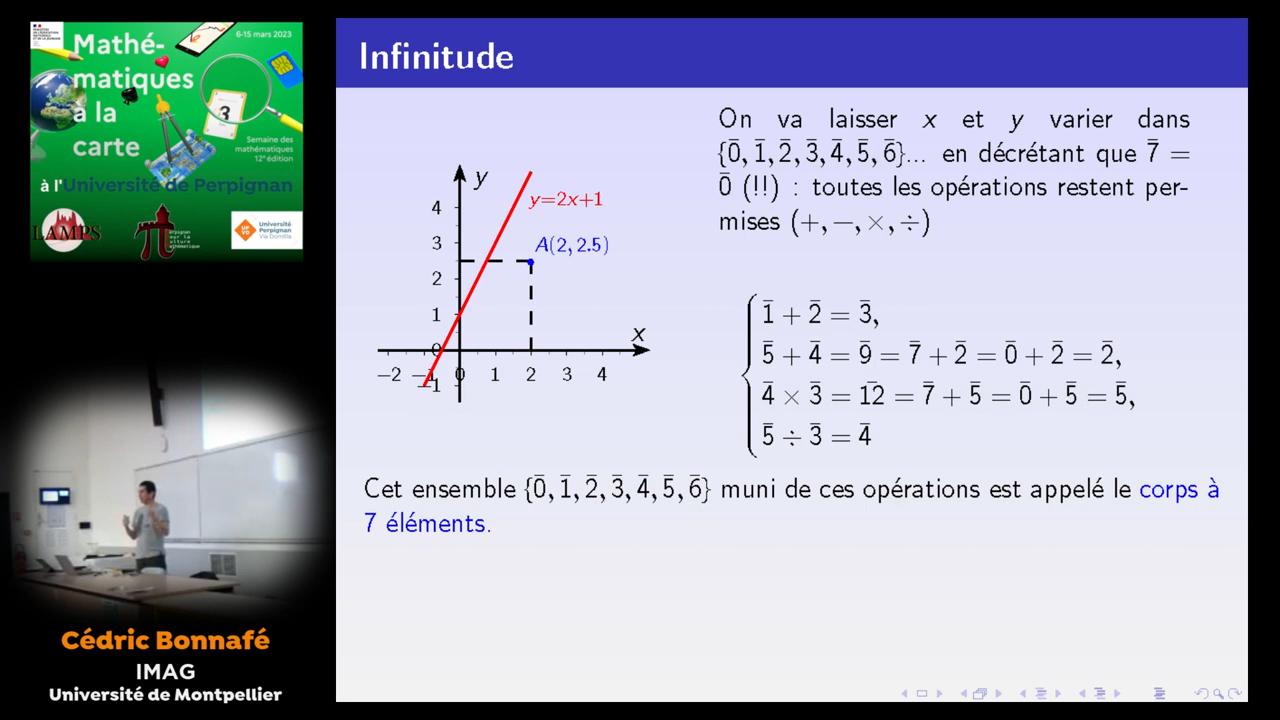 6-15 mars 2023
Mathé-
matiques
à la
carte
3
Semaine des
mathématiques
12e édition
à l'Université de Perpignan
LAMPS
Université
Perpignan
Via Domitia
Cédric Bonnafé
IMAG
Université de Montpellier
Infinitude
On va laisser x et y varier dans
{0̄, 1̄, 2̄, 3̄, 4̄, 5̄, 6̄}... en décrétant que 7̄ =
0̄ (!!) : toutes les opérations restent per-
mises (+, −, ×, ÷)
y
4
3
2
1
0
−1
x
−2 −1 0 1 2 3 4
y=2x+1
A(2, 2.5)
1̄ + 2̄ = 3̄,
5̄ + 4̄ = 9̄ = 7̄ + 2̄ = 0̄ + 2̄ = 2̄,
4̄ × 3̄ = 1̄2̄ = 7̄ + 5̄ = 0̄ + 5̄ = 5̄,
5̄ ÷ 3̄ = 4̄
Cet ensemble {0̄, 1̄, 2̄, 3̄, 4̄, 5̄, 6̄} muni de ces opérations est appelé le corps à
7 éléments.